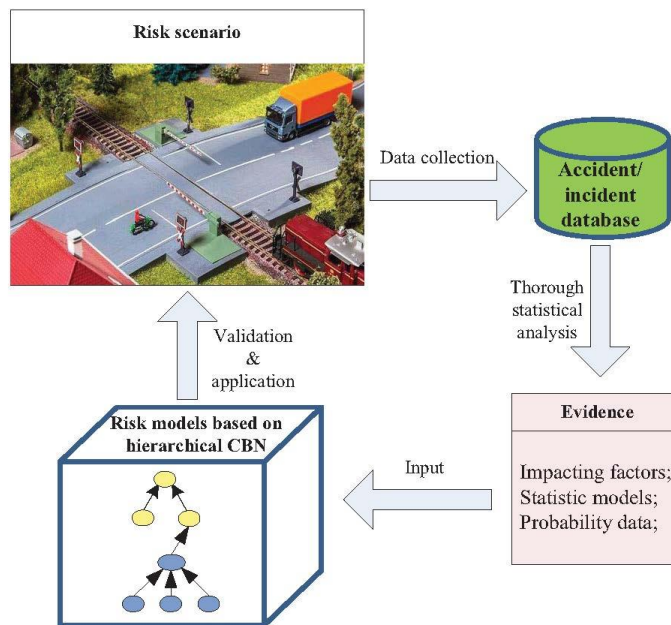 Risk scenario
Data collection
Accident/
incident
database
Thorough
statistical
analysis
Evidence
Impacting factors;
Statistic models;
Probability data;
Input
Risk models based on
hierarchical CBN
Validation
&
application